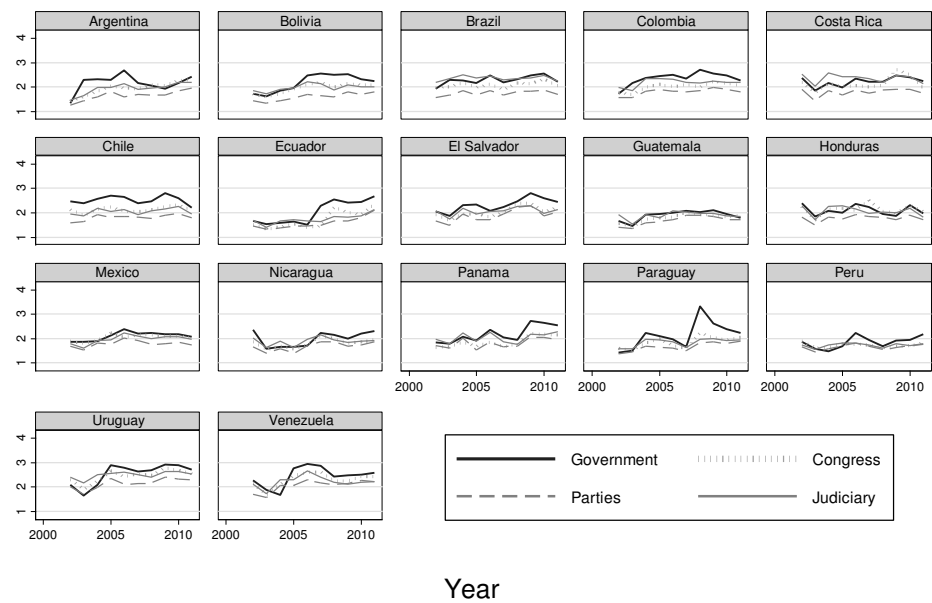 Argentina Bolivia Brazil Colombia Costa Rica
4
3
2
1
Chile Ecuador El Salvador Guatemala Honduras
4
3
2
1
Mexico Nicaragua Panama Paraguay Peru
4
3
2
1
2000 2005 2010 2000 2005 2010 2000 2005 2010
Uruguay Venezuela
4
3
2
1
2000 2005 2010 2000 2005 2010
Government Congress
Parties Judiciary
Year